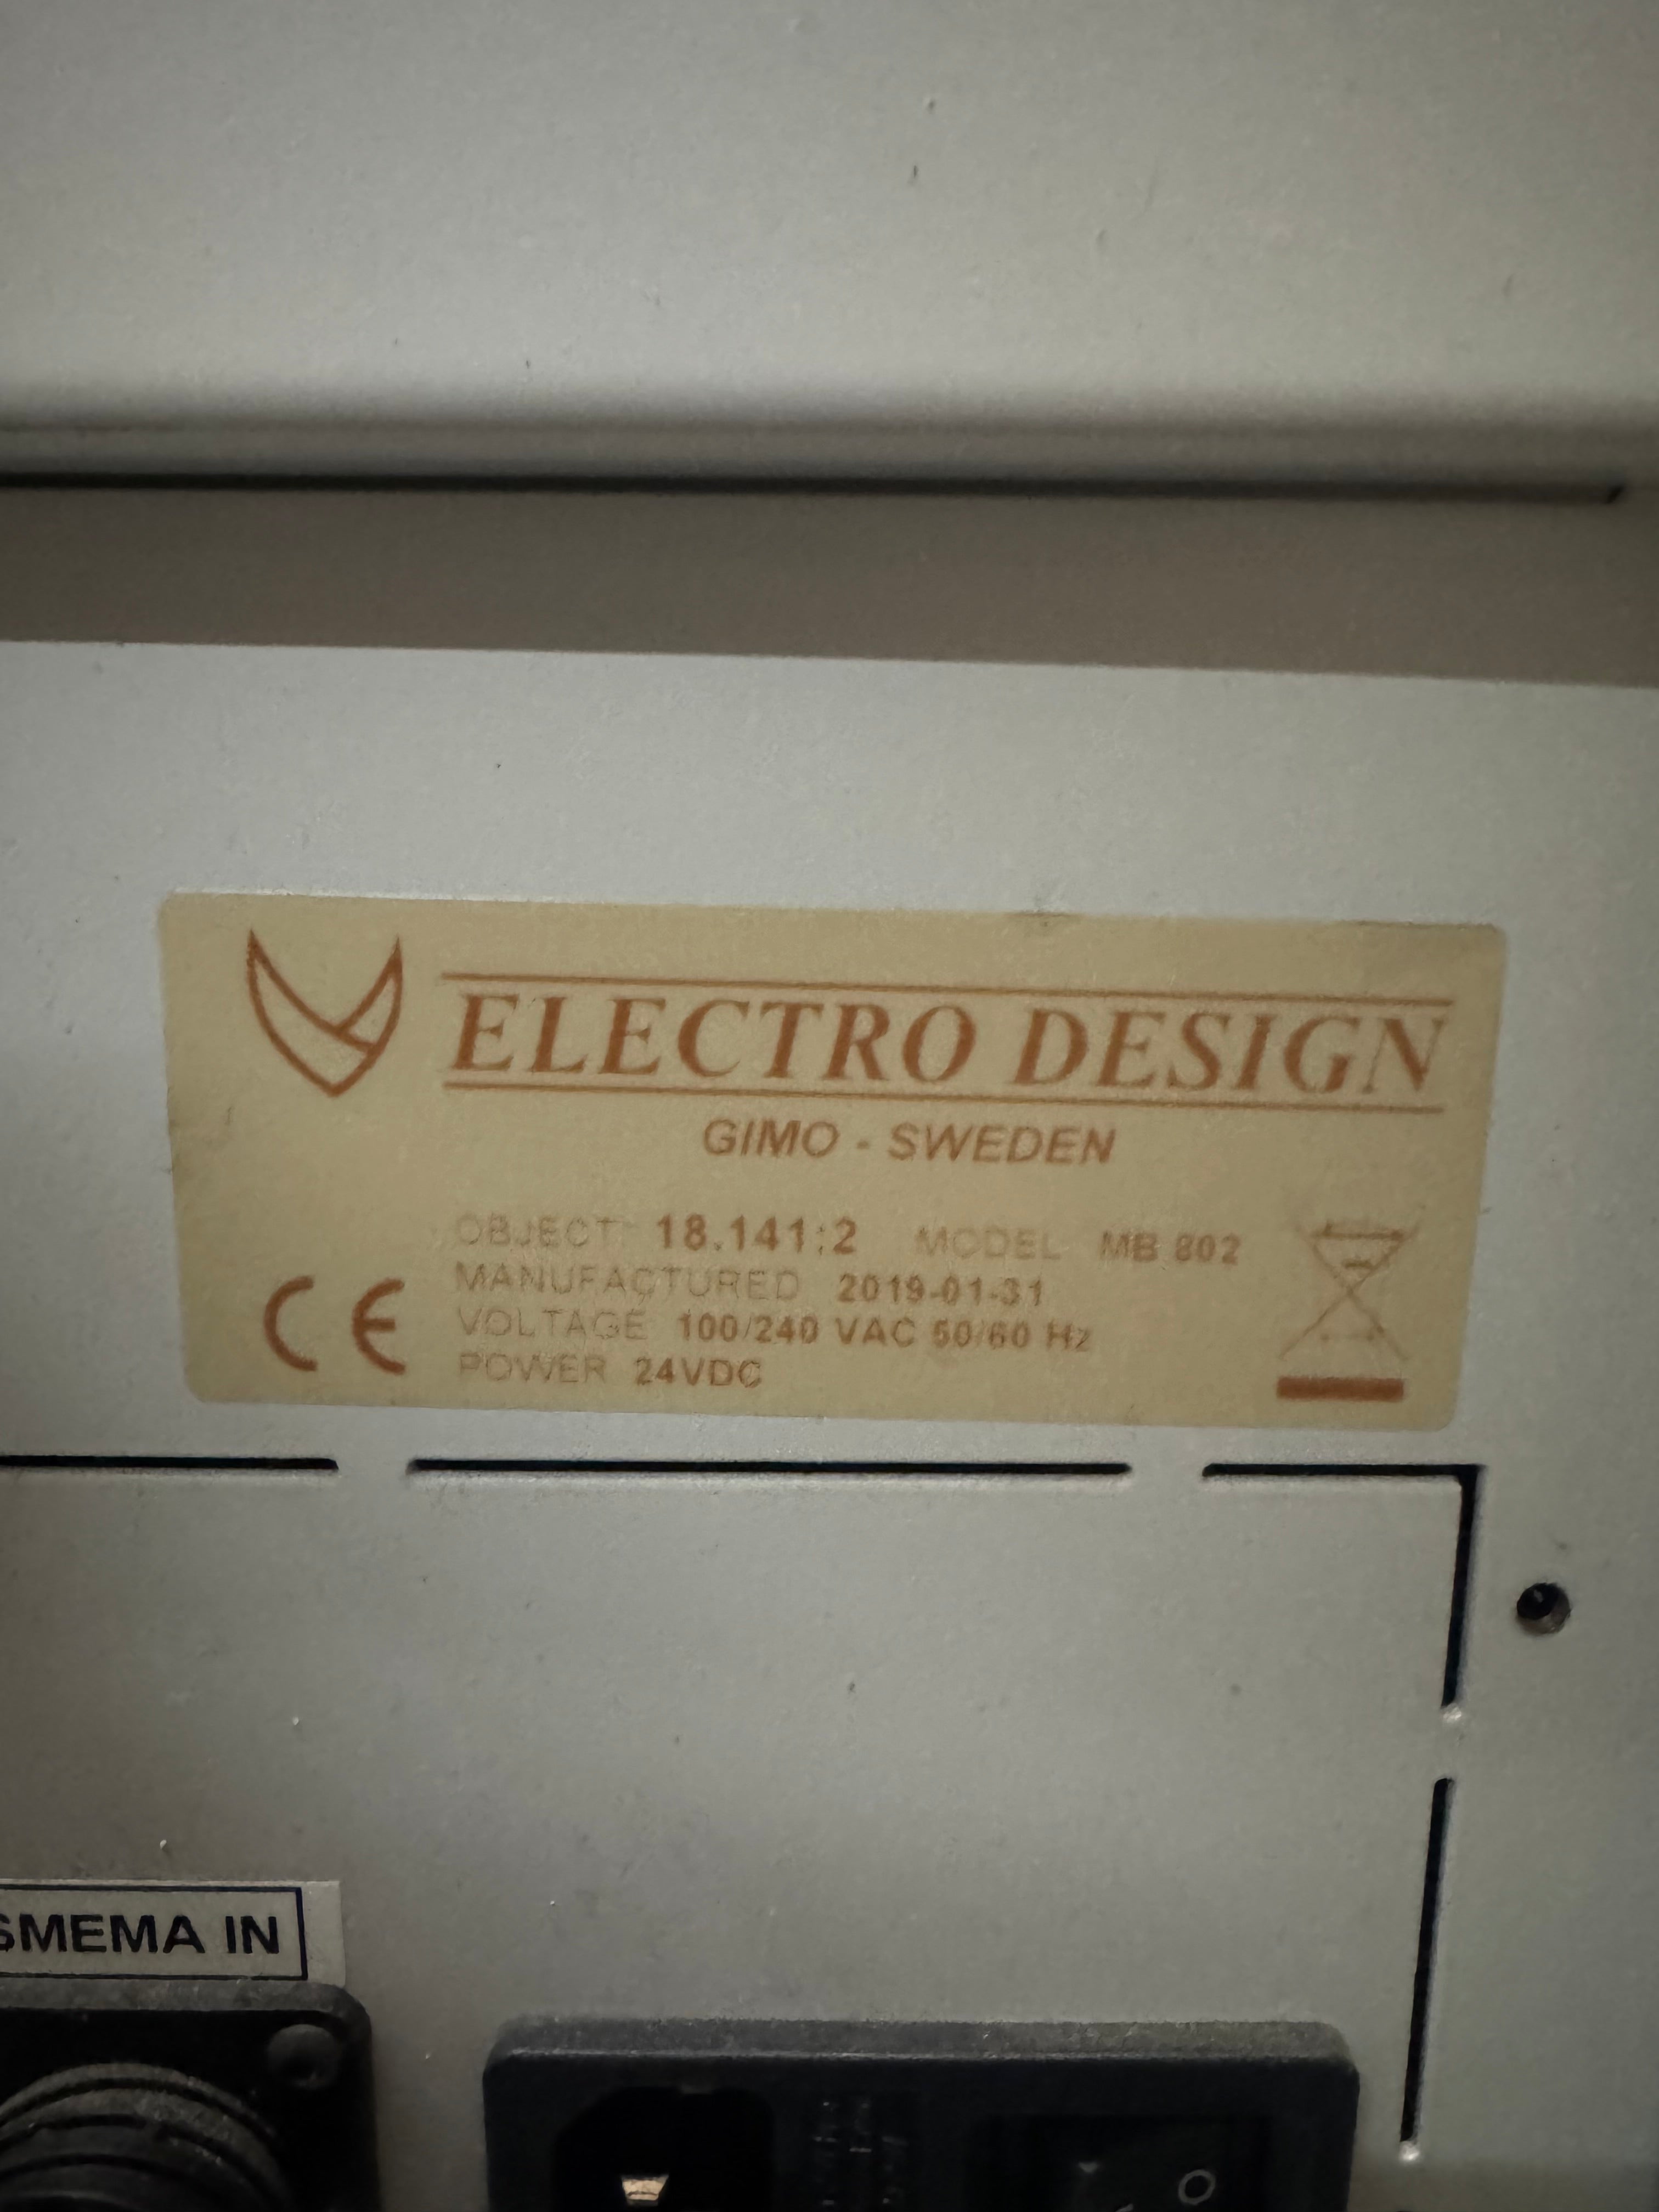 ELECTRO DESIGN
GIMO - SWEDEN
OBJECT: 18.141:2 MODEL MB 802
MANUFACTURED 2019-01-31
VOLTAGE 100/240 VAC 50/60 Hz
POWER 24VDC
CE
SMEMA IN